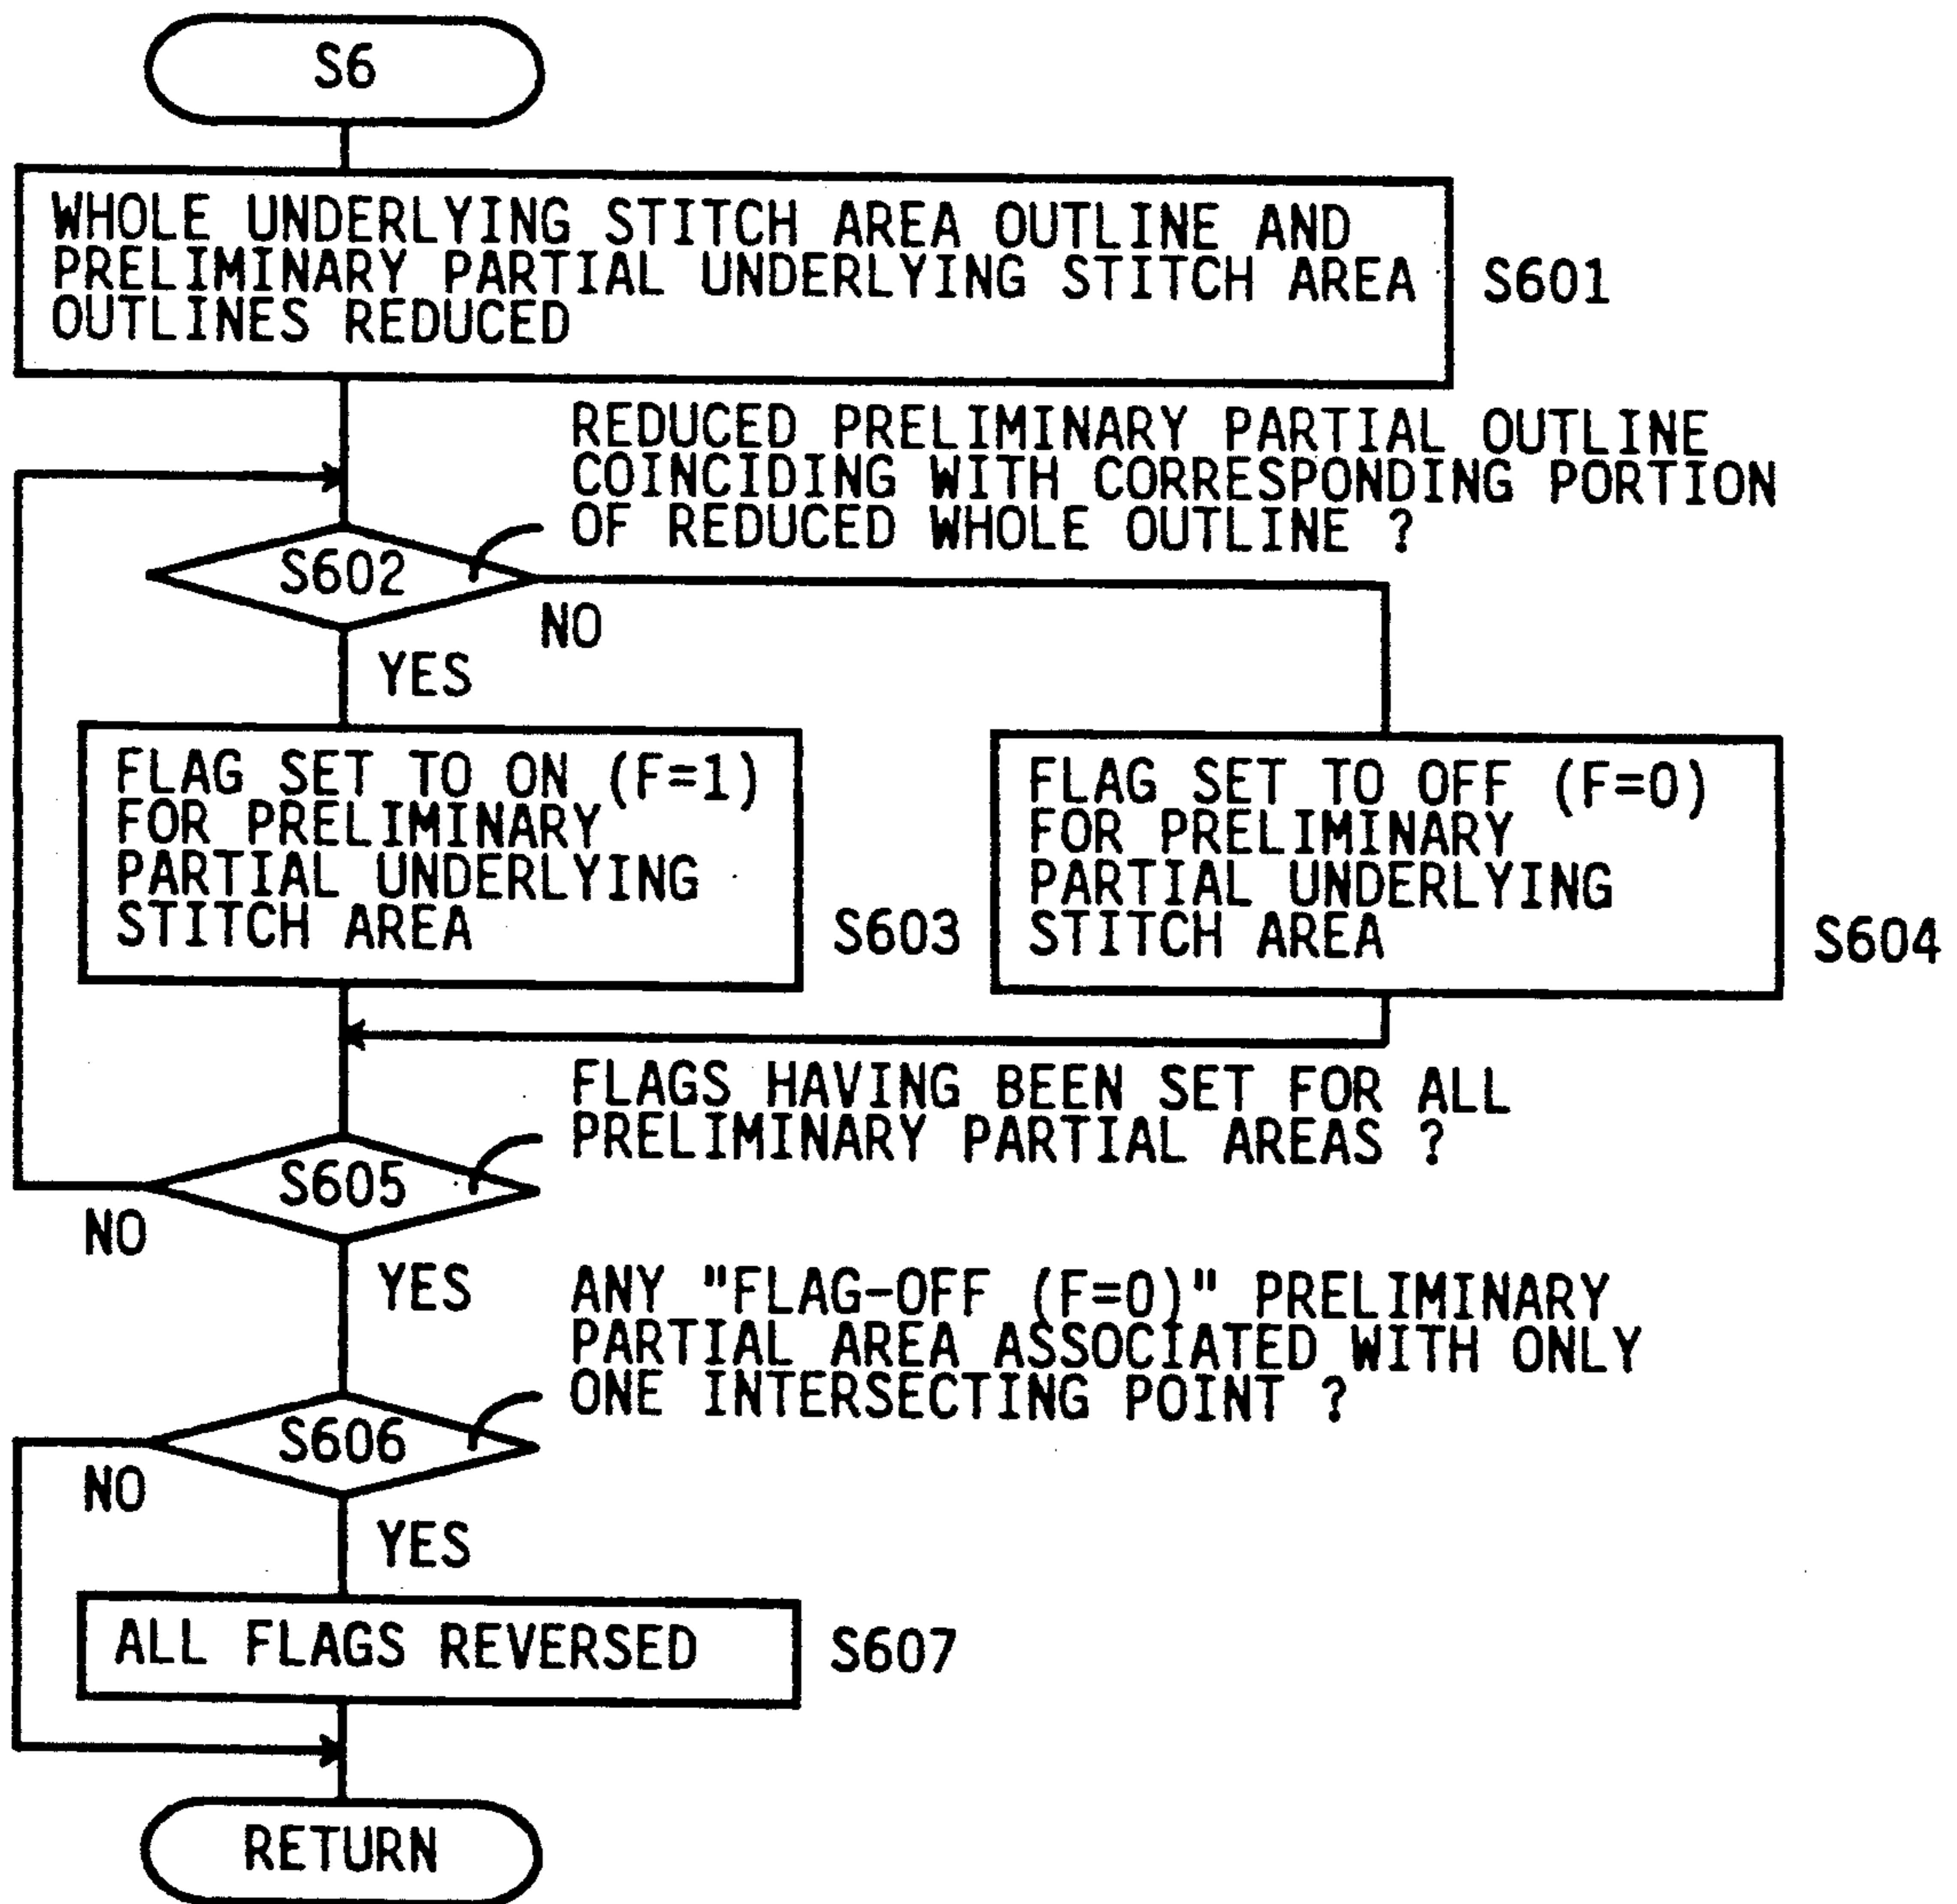 S6
WHOLE UNDERLYING STITCH AREA OUTLINE AND
PRELIMINARY PARTIAL UNDERLYING STITCH AREA
OUTLINES REDUCED
S601
REDUCED PRELIMINARY PARTIAL OUTLINE
COINCIDING WITH CORRESPONDING PORTION
OF REDUCED WHOLE OUTLINE ?
S602
NO
YES
FLAG SET TO ON (F=1)
FOR PRELIMINARY
PARTIAL UNDERLYING
STITCH AREA
S603
FLAG SET TO OFF (F=0)
FOR PRELIMINARY
PARTIAL UNDERLYING
STITCH AREA
S604
FLAGS HAVING BEEN SET FOR ALL
PRELIMINARY PARTIAL AREAS ?
S605
NO
YES
ANY "FLAG-OFF (F=0)" PRELIMINARY
PARTIAL AREA ASSOCIATED WITH ONLY
ONE INTERSECTING POINT ?
S606
NO
YES
ALL FLAGS REVERSED
S607
RETURN